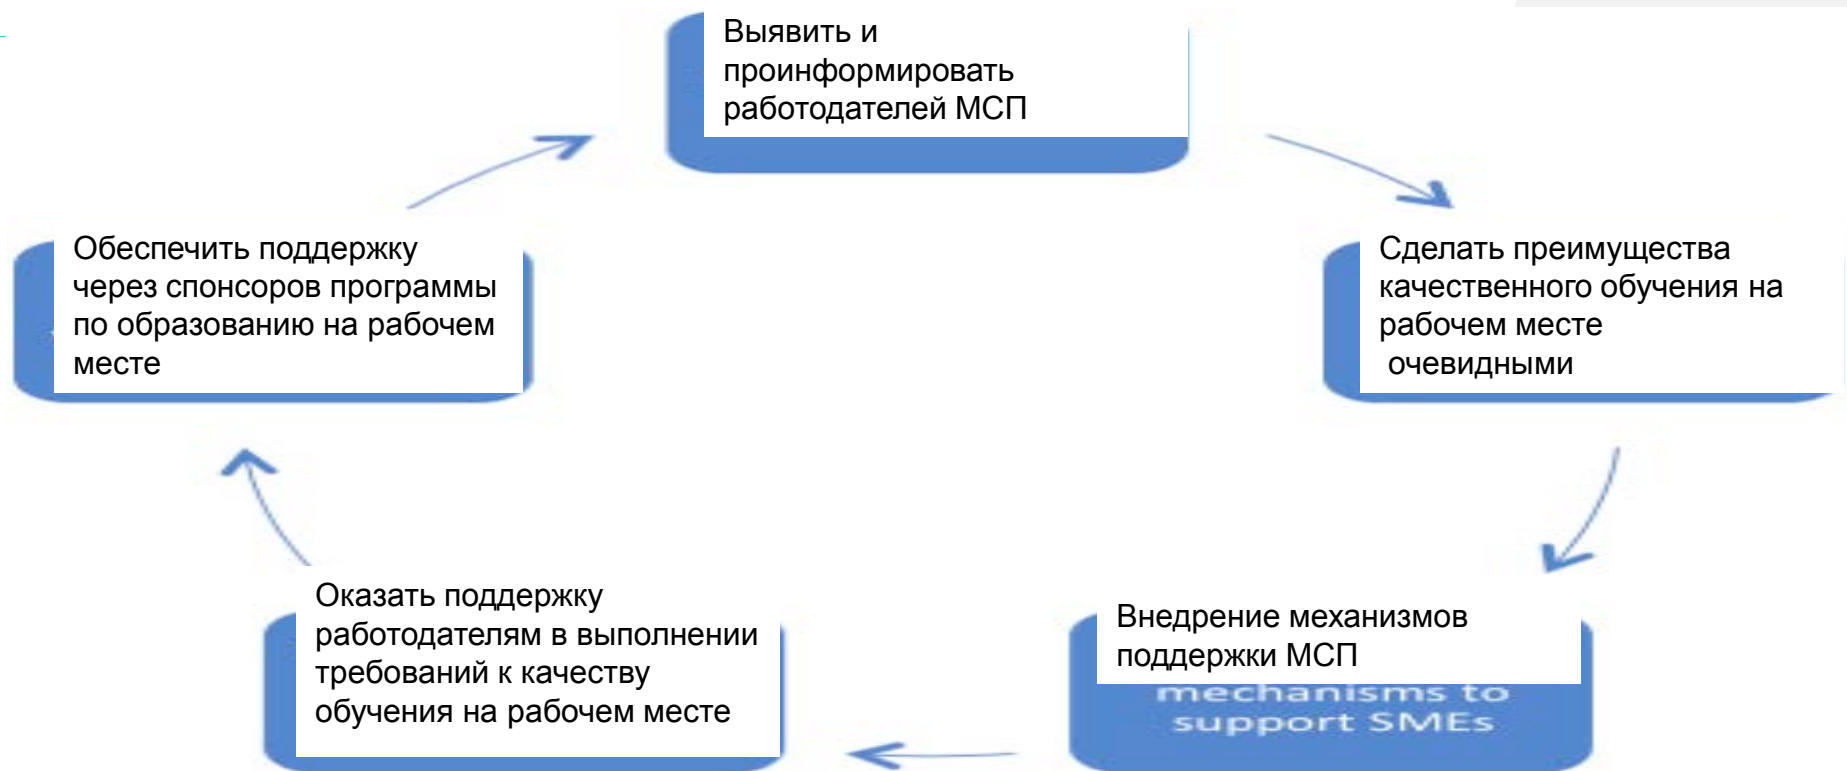 Выявить и
проинформировать
работодателей МСП
Обеспечить поддержку
через спонсоров программы
по образованию на рабочем
месте
Сделать преимущества
качественного обучения на
рабочем месте
очевидными
Оказать поддержку
работодателям в выполнении
требований к качеству
обучения на рабочем месте
Внедрение механизмов
поддержки МСП
mechanisms to
support SMEs